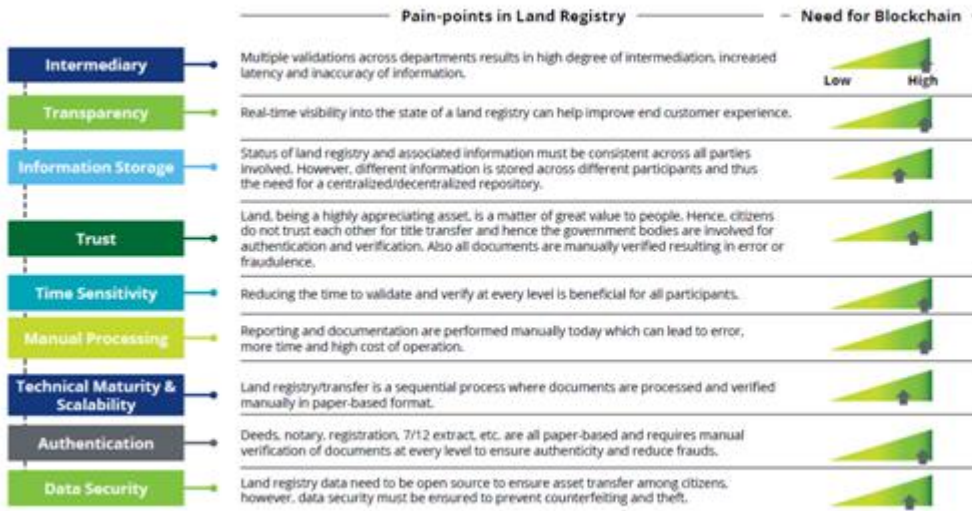 Pain-points in Land Registry
Need for Blockchain
Intermediary
Multiple validations across departments results in high degree of intermediation, increased
latency and inaccuracy of information.
Low
High
Transparency
Real-time visibility into the state of a land registry can help improve end customer experience.
Information Storage
Status of land registry and associated information must be consistent across all parties
involved. However, different information is stored across different participants and thus
the need for a centralized/decentralized repository.
Trust
Land, being a highly appreciating asset, is a matter of great value to people. Hence, citizens
do not trust each other for title transfer and hence the government bodies are involved for
authentication and verification. Also all documents are manually verified resulting in error or
fraudulence.
Time Sensitivity
Reducing the time to validate and verify at every level is beneficial for all participants.
Manual Processing
Reporting and documentation are performed manually today which can lead to error,
more time and high cost of operation.
Technical Maturity &
Scalability
Land registry/transfer is a sequential process where documents are processed and verified
manually in paper-based format.
Authentication
Deeds, notary, registration, 7/12 extract, etc. are all paper-based and requires manual
verification of documents at every level to ensure authenticity and reduce frauds.
Data Security
Land registry data need to be open source to ensure asset transfer among citizens,
however, data security must be ensured to prevent counterfeiting and theft.